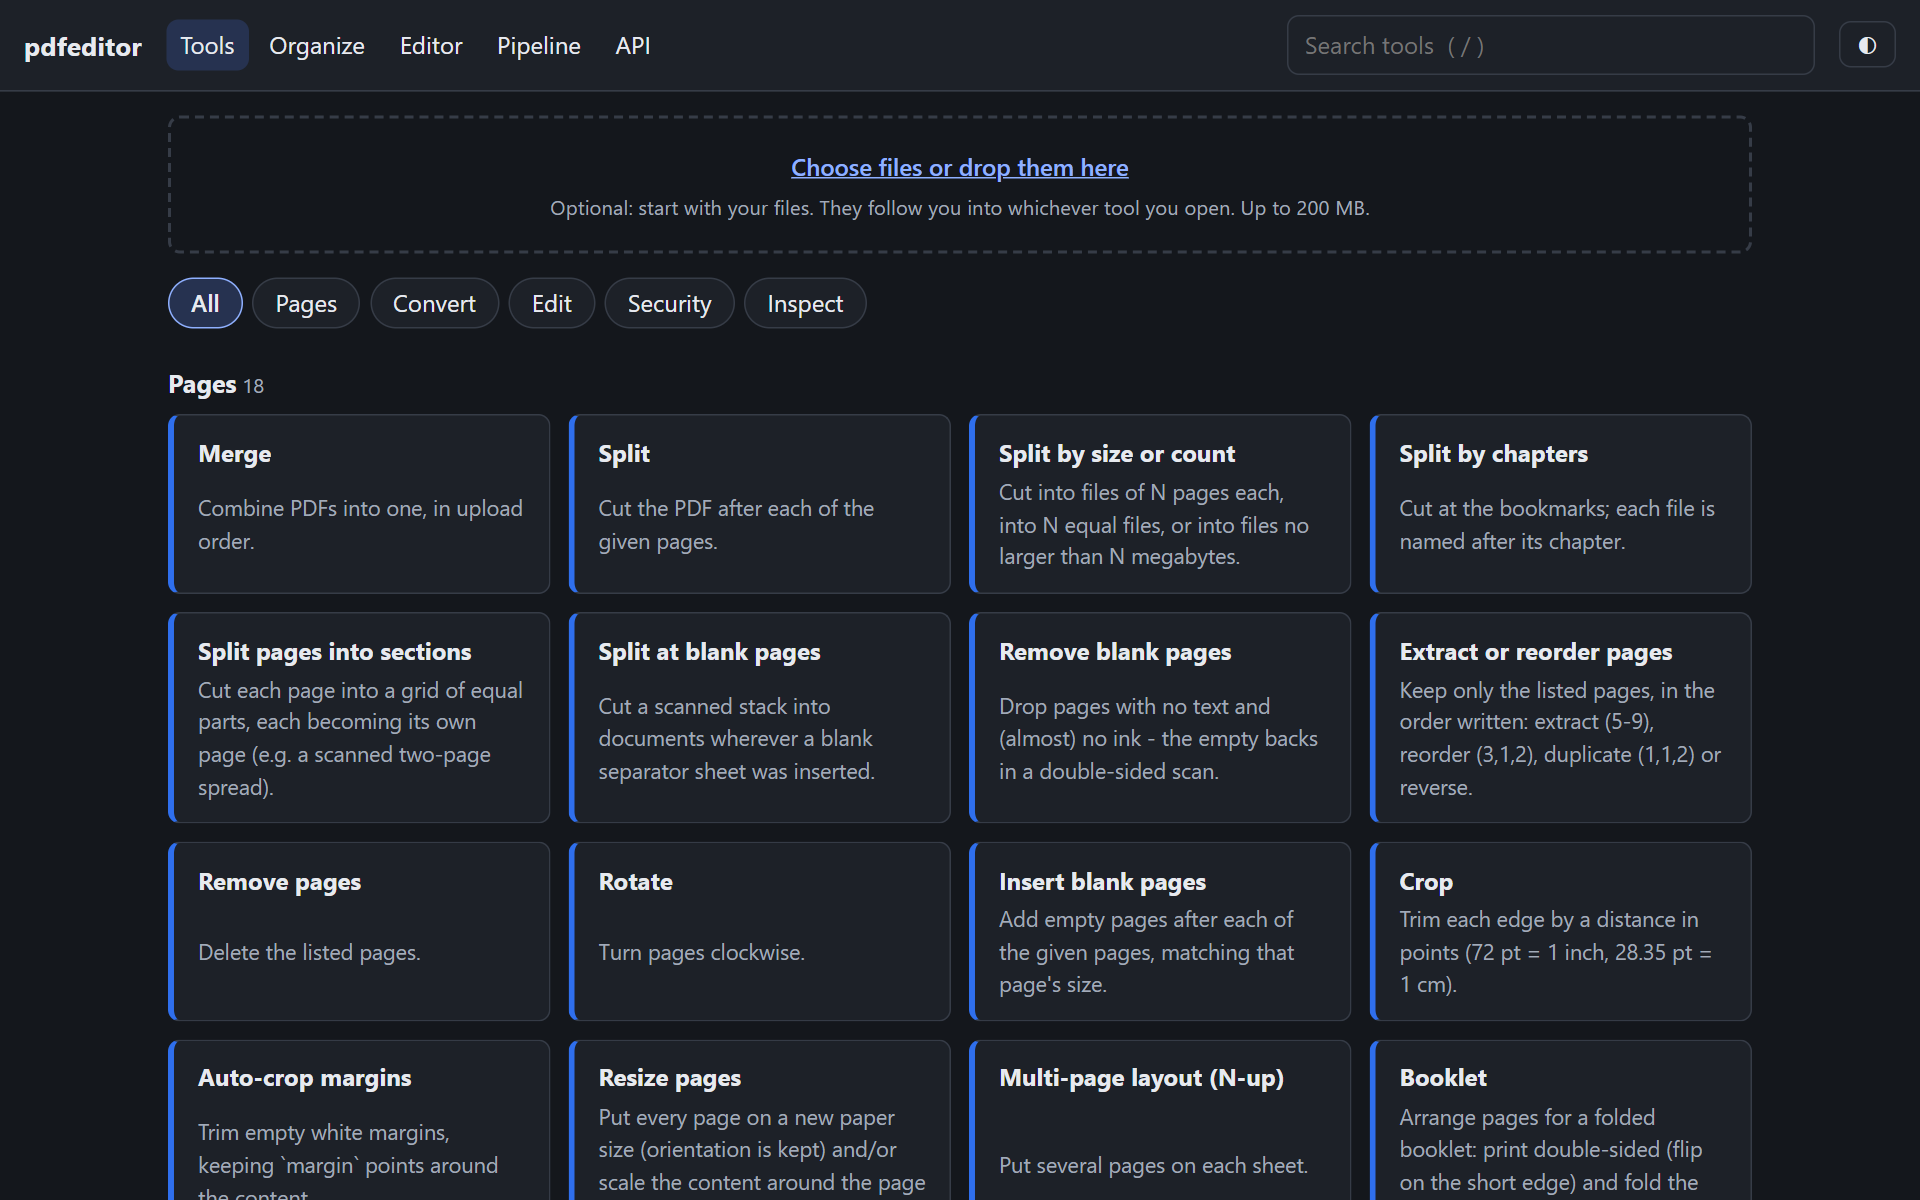 pdfeditor Tools Organize Editor Pipeline API Search tools ( / )
Choose files or drop them here
Optional: start with your files. They follow you into whichever tool you open. Up to 200 MB.
All Pages Convert Edit Security Inspect
Pages 18
Merge
Combine PDFs into one, in upload
order.
Split
Cut the PDF after each of the
given pages.
Split by size or count
Cut into files of N pages each,
into N equal files, or into files no
larger than N megabytes.
Split by chapters
Cut at the bookmarks; each file is
named after its chapter.
Split pages into sections
Cut each page into a grid of equal
parts, each becoming its own
page (e.g. a scanned two-page
spread).
Split at blank pages
Cut a scanned stack into
documents wherever a blank
separator sheet was inserted.
Remove blank pages
Drop pages with no text and
(almost) no ink - the empty backs
in a double-sided scan.
Extract or reorder pages
Keep only the listed pages, in the
order written: extract (5-9),
reorder (3,1,2), duplicate (1,1,2) or
reverse.
Remove pages
Delete the listed pages.
Rotate
Turn pages clockwise.
Insert blank pages
Add empty pages after each of
the given pages, matching that
page's size.
Crop
Trim each edge by a distance in
points (72 pt = 1 inch, 28.35 pt =
1 cm).
Auto-crop margins
Trim empty white margins,
keeping `margin` points around
the content.
Resize pages
Put every page on a new paper
size (orientation is kept) and/or
scale the content around the page
Multi-page layout (N-up)
Put several pages on each sheet.
Booklet
Arrange pages for a folded
booklet: print double-sided (flip
on the short edge) and fold the